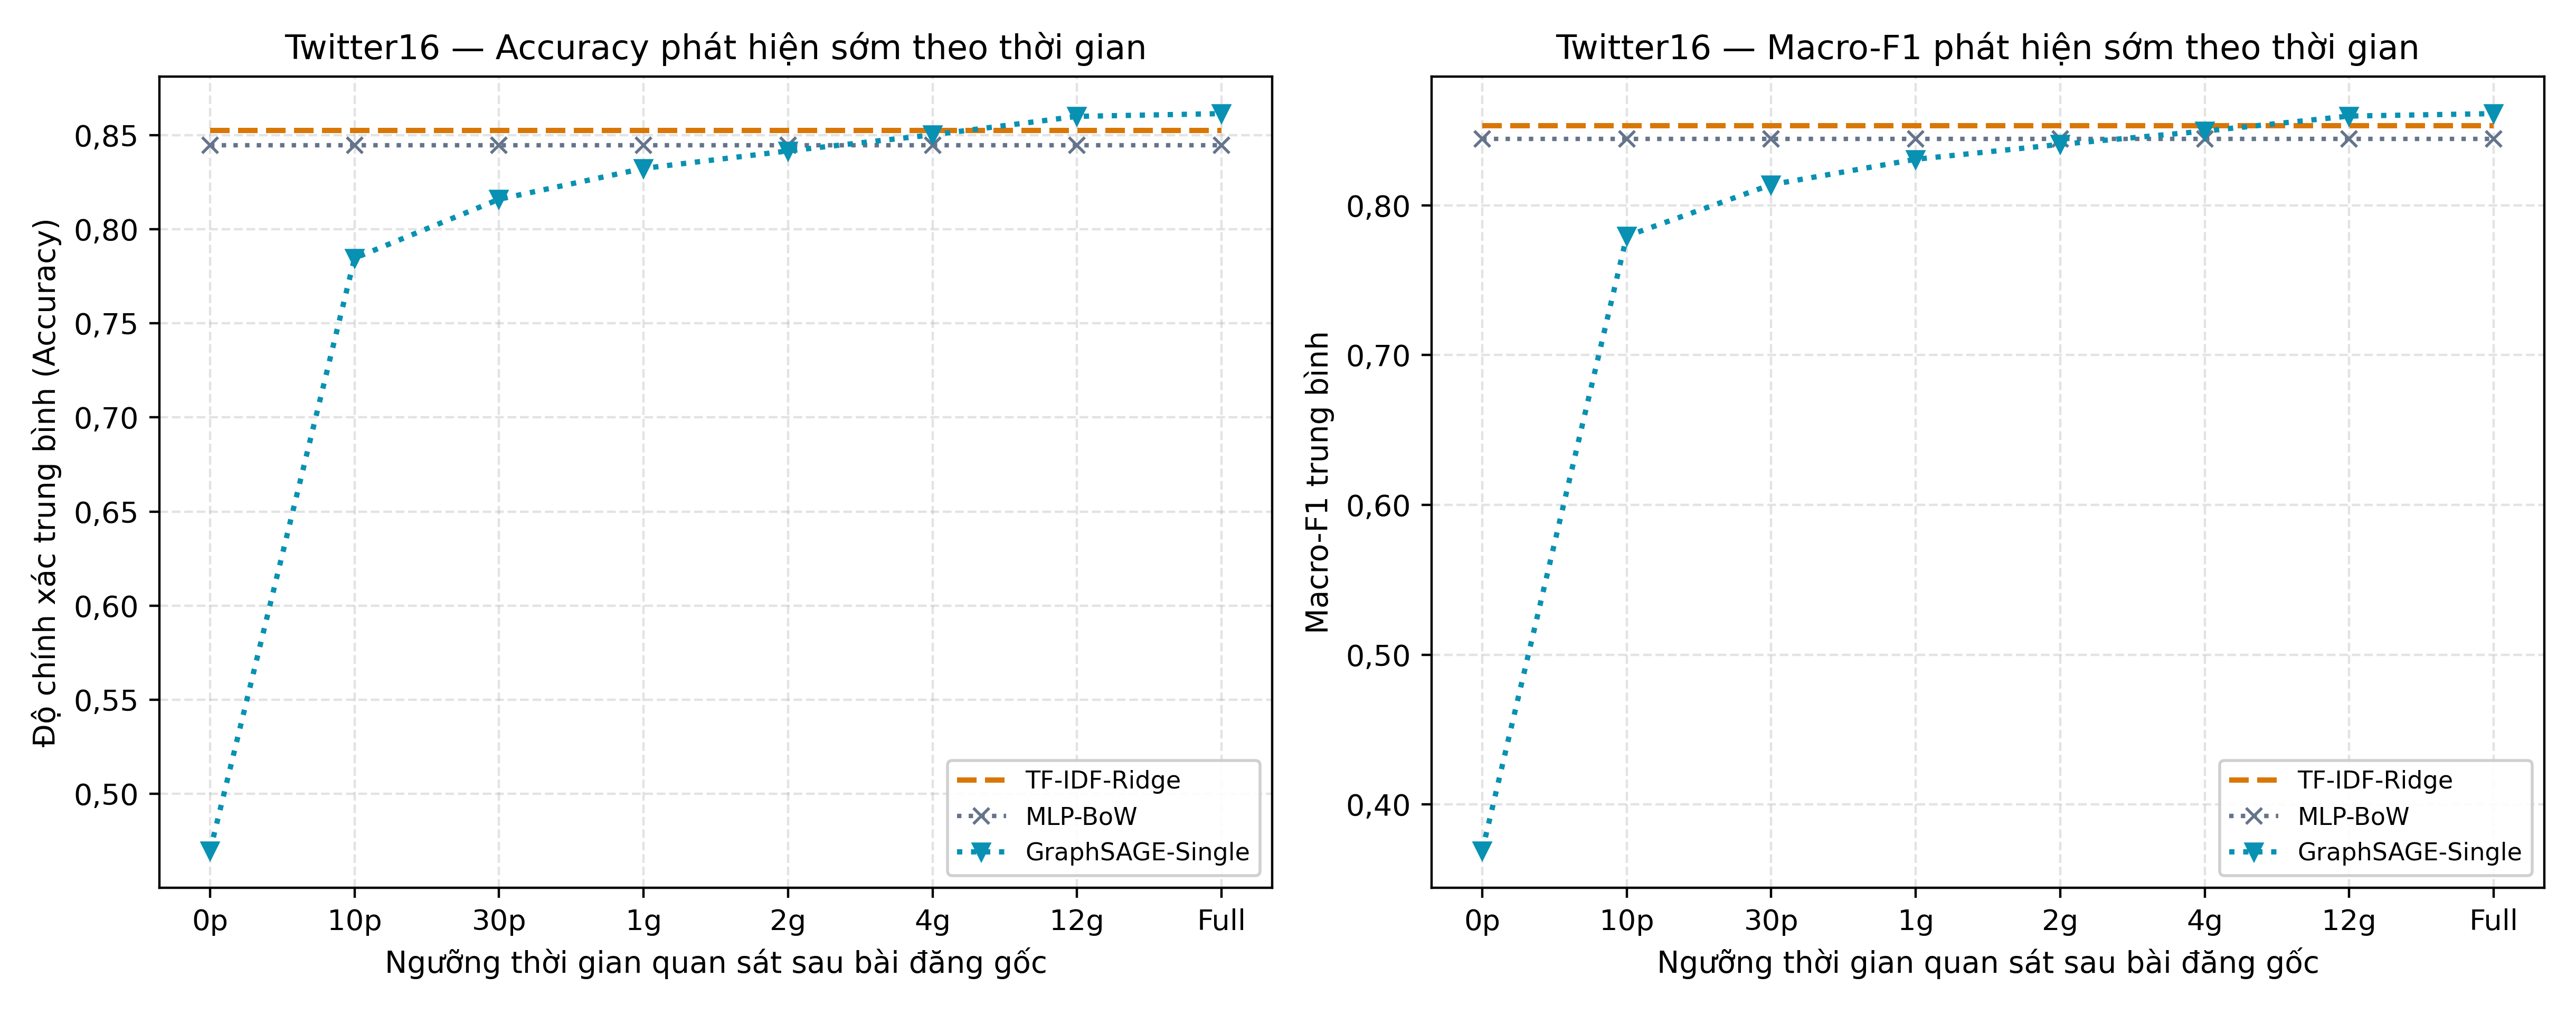 Twitter16 — Accuracy phát hiện sớm theo thời gian
Độ chính xác trung bình (Accuracy)
0,85
0,80
0,75
0,70
0,65
0,60
0,55
0,50
TF-IDF-Ridge
MLP-BoW
GraphSAGE-Single
0p 10p 30p 1g 2g 4g 12g Full
Ngưỡng thời gian quan sát sau bài đăng gốc
Twitter16 — Macro-F1 phát hiện sớm theo thời gian
Macro-F1 trung bình
0,80
0,70
0,60
0,50
0,40
TF-IDF-Ridge
MLP-BoW
GraphSAGE-Single
0p 10p 30p 1g 2g 4g 12g Full
Ngưỡng thời gian quan sát sau bài đăng gốc